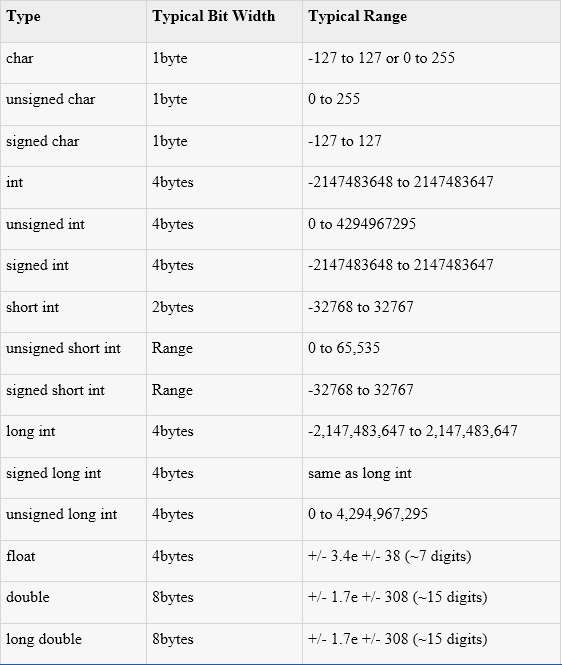 Type Typical Bit Width Typical Range
char 1byte -127 to 127 or 0 to 255
unsigned char 1byte 0 to 255
signed char 1byte -127 to 127
int 4bytes -2147483648 to 2147483647
unsigned int 4bytes 0 to 4294967295
signed int 4bytes -2147483648 to 2147483647
short int 2bytes -32768 to 32767
unsigned short int Range 0 to 65,535
signed short int Range -32768 to 32767
long int 4bytes -2,147,483,647 to 2,147,483,647
signed long int 4bytes same as long int
unsigned long int 4bytes 0 to 4,294,967,295
float 4bytes +/- 3.4e +/- 38 (~7 digits)
double 8bytes +/- 1.7e +/- 308 (~15 digits)
long double 8bytes +/- 1.7e +/- 308 (~15 digits)